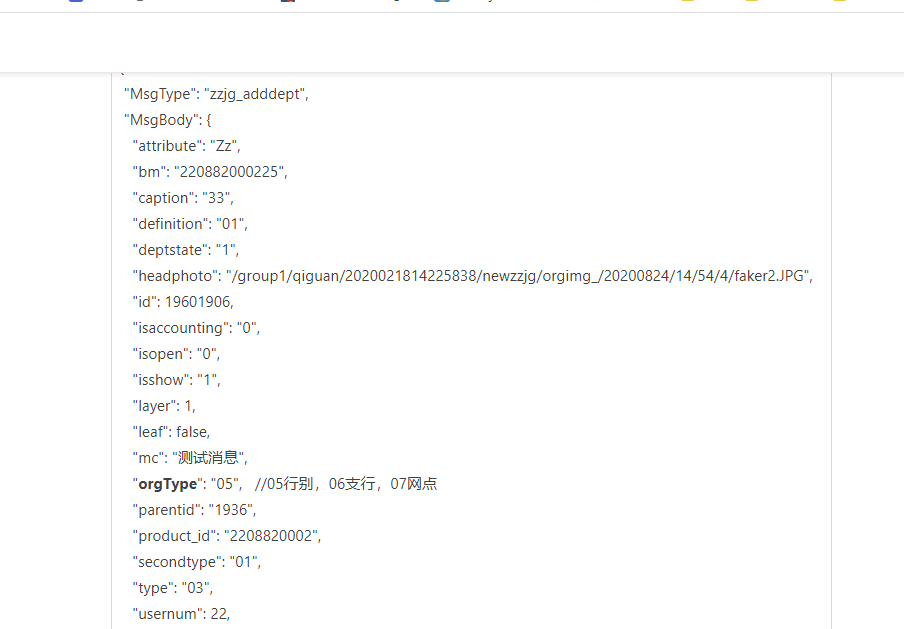 "MsgType": "zzjg_adddept",
"MsgBody": {
"attribute": "Zz",
"bm": "220882000225",
"caption": "33",
"definition": "01",
"deptstate": "1",
"headphoto": "/group1/qiguan/2020021814225838/newzzjg/orgimg_/20200824/14/54/4/faker2.JPG",
"id": 19601906,
"isaccounting": "0",
"isopen": "0",
"isshow": "1",
"layer": 1,
"leaf": false,
"mc": "测试消息",
"orgType": "05", //05行别，06支行，07网点
"parentid": "1936",
"product_id": "2208820002",
"secondtype": "01",
"type": "03",
"usernum": 22,